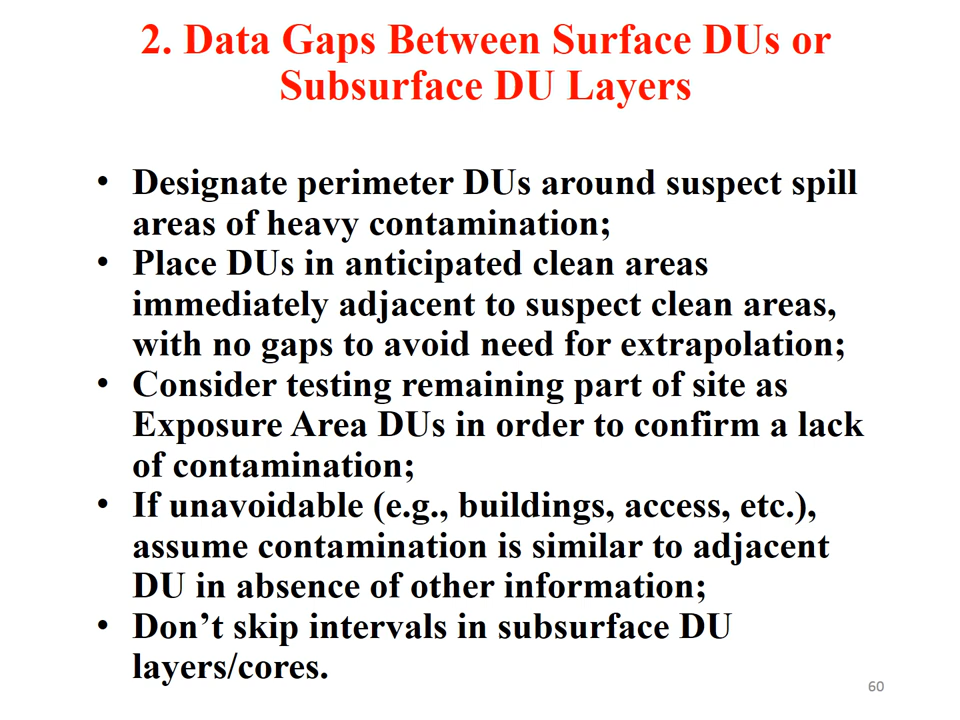 2. Data Gaps Between Surface DUs or
Subsurface DU Layers
• Designate perimeter DUs around suspect spill
areas of heavy contamination;
• Place DUs in anticipated clean areas
immediately adjacent to suspect clean areas,
with no gaps to avoid need for extrapolation;
• Consider testing remaining part of site as
Exposure Area DUs in order to confirm a lack
of contamination;
• If unavoidable (e.g., buildings, access, etc.),
assume contamination is similar to adjacent
DU in absence of other information;
• Don’t skip intervals in subsurface DU
layers/cores.
60